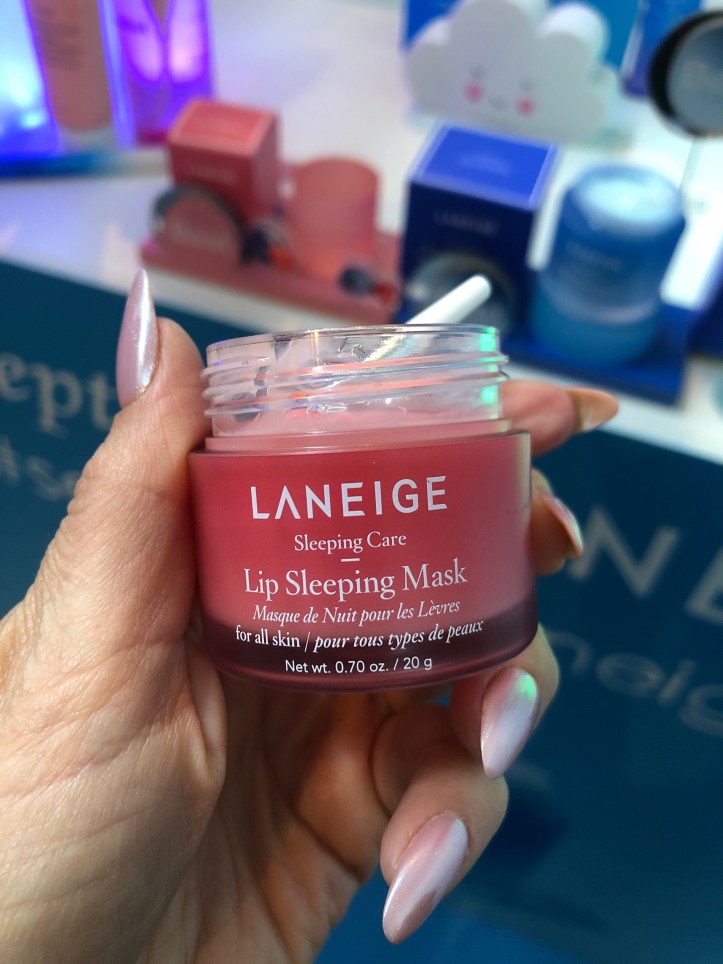 LANEIGE
LANEIGE
Sleeping Care
Lip Sleeping Mask
Masque de Nuit pour les Lèvres
for all skin / pour tous types de peaux
Net wt. 0.70 oz. / 20 g